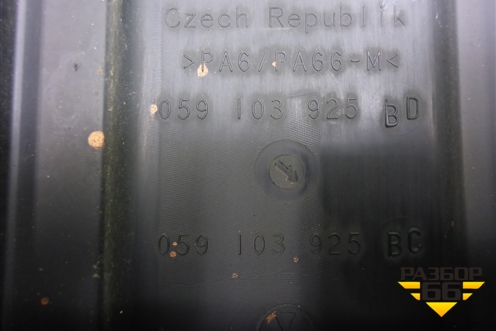 Czech Republik
>PA6/PA66-M<
059 103 925 BD
059 103 925 BC
РАЗБОР
66